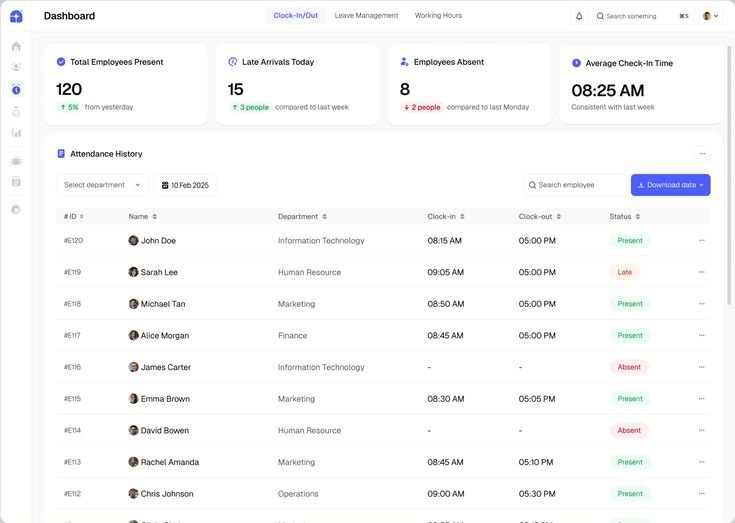 Dashboard
Clock-In/Out Leave Management Working Hours
Search something ⌘S
Total Employees Present
120
↑ 5% from yesterday
Late Arrivals Today
15
↑ 3 people compared to last week
Employees Absent
8
↓ 2 people compared to last Monday
Average Check-In Time
08:25 AM
Consistent with last week
Attendance History
Select department 10 Feb 2025 Search employee Download data
# ID Name Department Clock-in Clock-out Status
#E120 John Doe Information Technology 08:15 AM 05:00 PM Present
#E119 Sarah Lee Human Resource 09:05 AM 05:00 PM Late
#E118 Michael Tan Marketing 08:50 AM 05:00 PM Present
#E117 Alice Morgan Finance 08:45 AM 05:00 PM Present
#E116 James Carter Information Technology - - Absent
#E115 Emma Brown Marketing 08:30 AM 05:05 PM Present
#E114 David Bowen Human Resource - - Absent
#E113 Rachel Amanda Marketing 08:45 AM 05:10 PM Present
#E112 Chris Johnson Operations 09:00 AM 05:30 PM Present